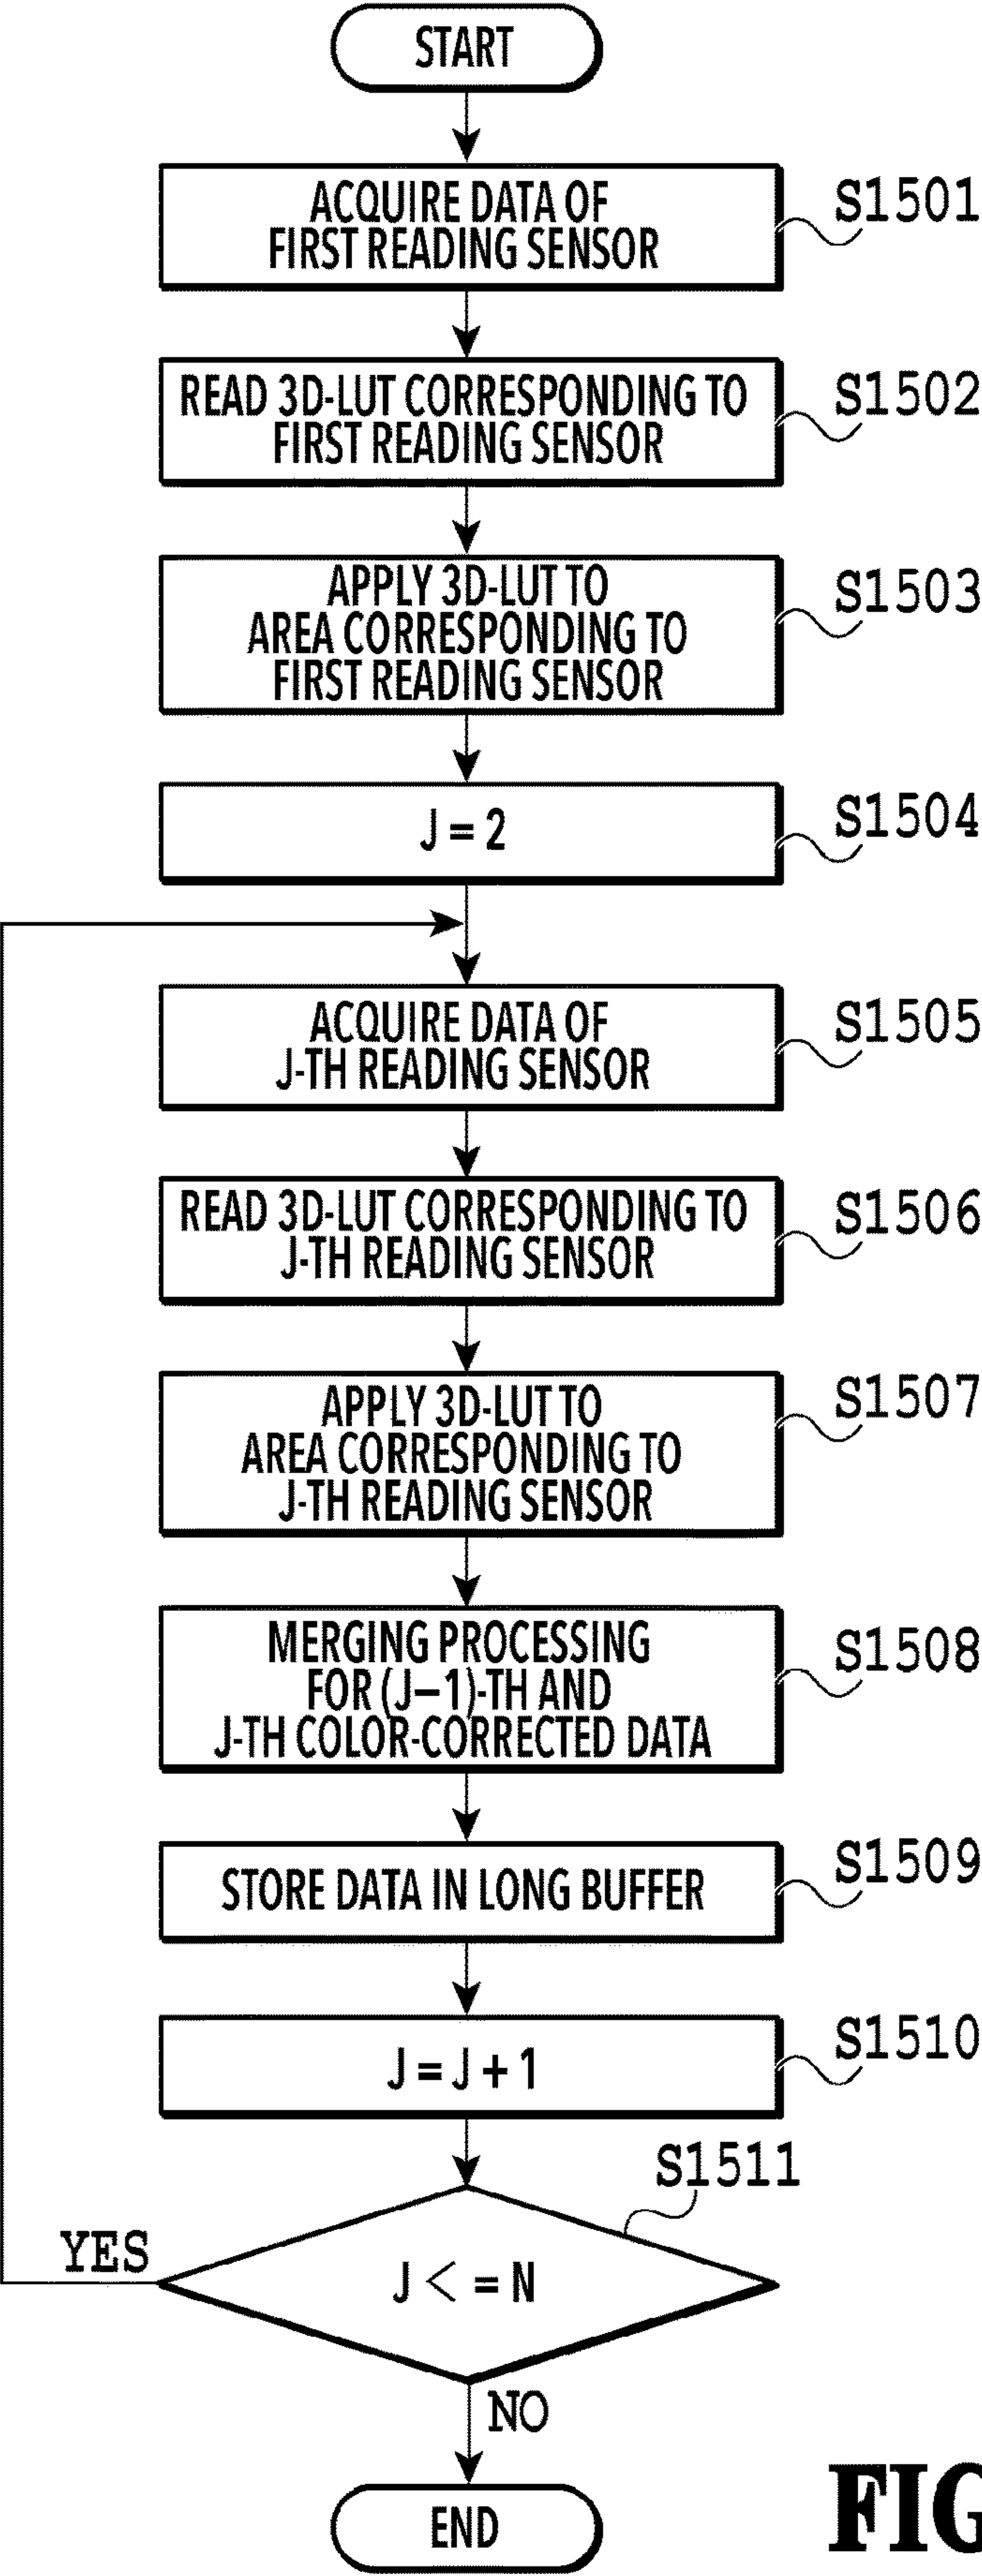 START
ACQUIRE DATA OF
FIRST READING SENSOR
S1501
READ 3D-LUT CORRESPONDING TO
FIRST READING SENSOR
S1502
APPLY 3D-LUT TO
AREA CORRESPONDING TO
FIRST READING SENSOR
S1503
J = 2
S1504
ACQUIRE DATA OF
J-TH READING SENSOR
S1505
READ 3D-LUT CORRESPONDING TO
J-TH READING SENSOR
S1506
APPLY 3D-LUT TO
AREA CORRESPONDING TO
J-TH READING SENSOR
S1507
MERGING PROCESSING
FOR (J-1)-TH AND
J-TH COLOR-CORRECTED DATA
S1508
STORE DATA IN LONG BUFFER
S1509
J = J + 1
S1510
S1511
YES
J < = N
NO
END
FIG